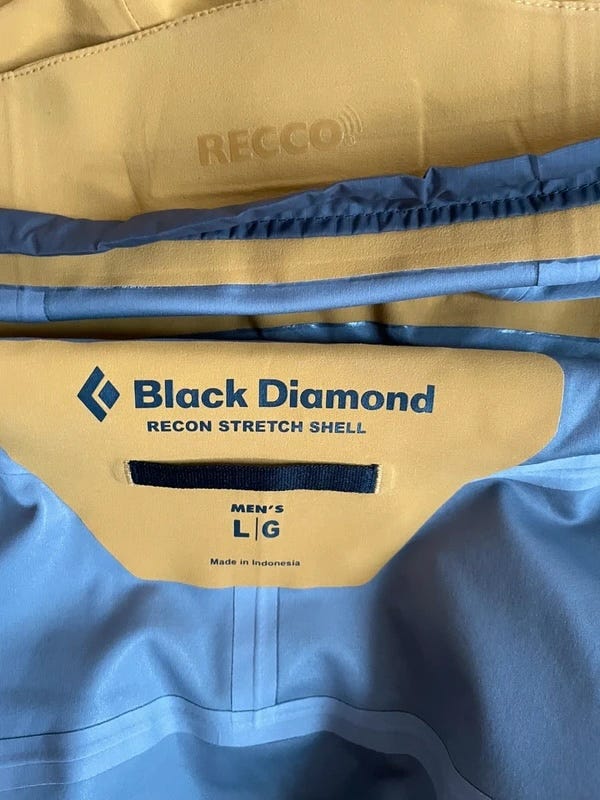 RECCO
Black Diamond
RECON STRETCH SHELL
MEN'S
L|G
Made in Indonesia